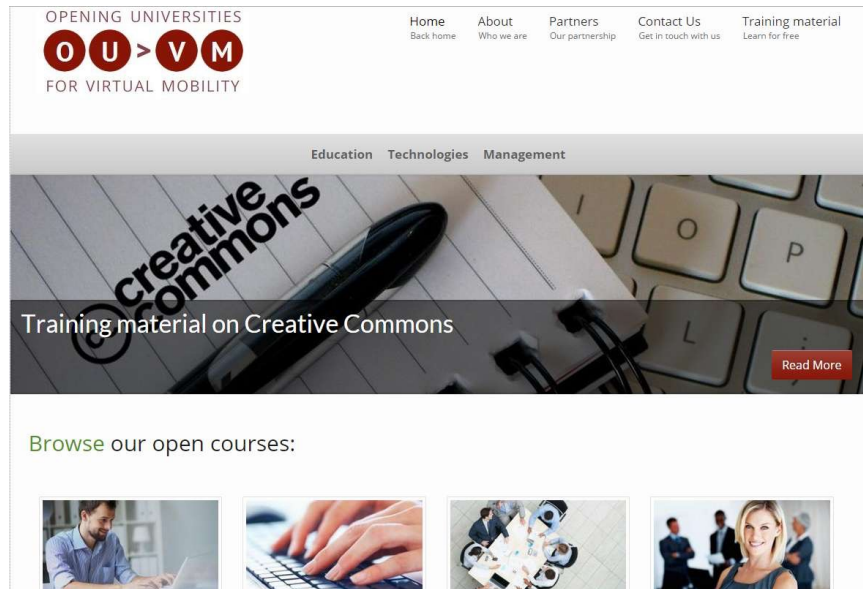 OPENING UNIVERSITIES
O U > V M
FOR VIRTUAL MOBILITY
Home About Partners Contact Us Training material
Back home Who we are Our partnership Get in touch with us Learn for free
Education Technologies Management
creative
commons
I O P
L ;
Training material on Creative Commons
Read More
Browse our open courses: